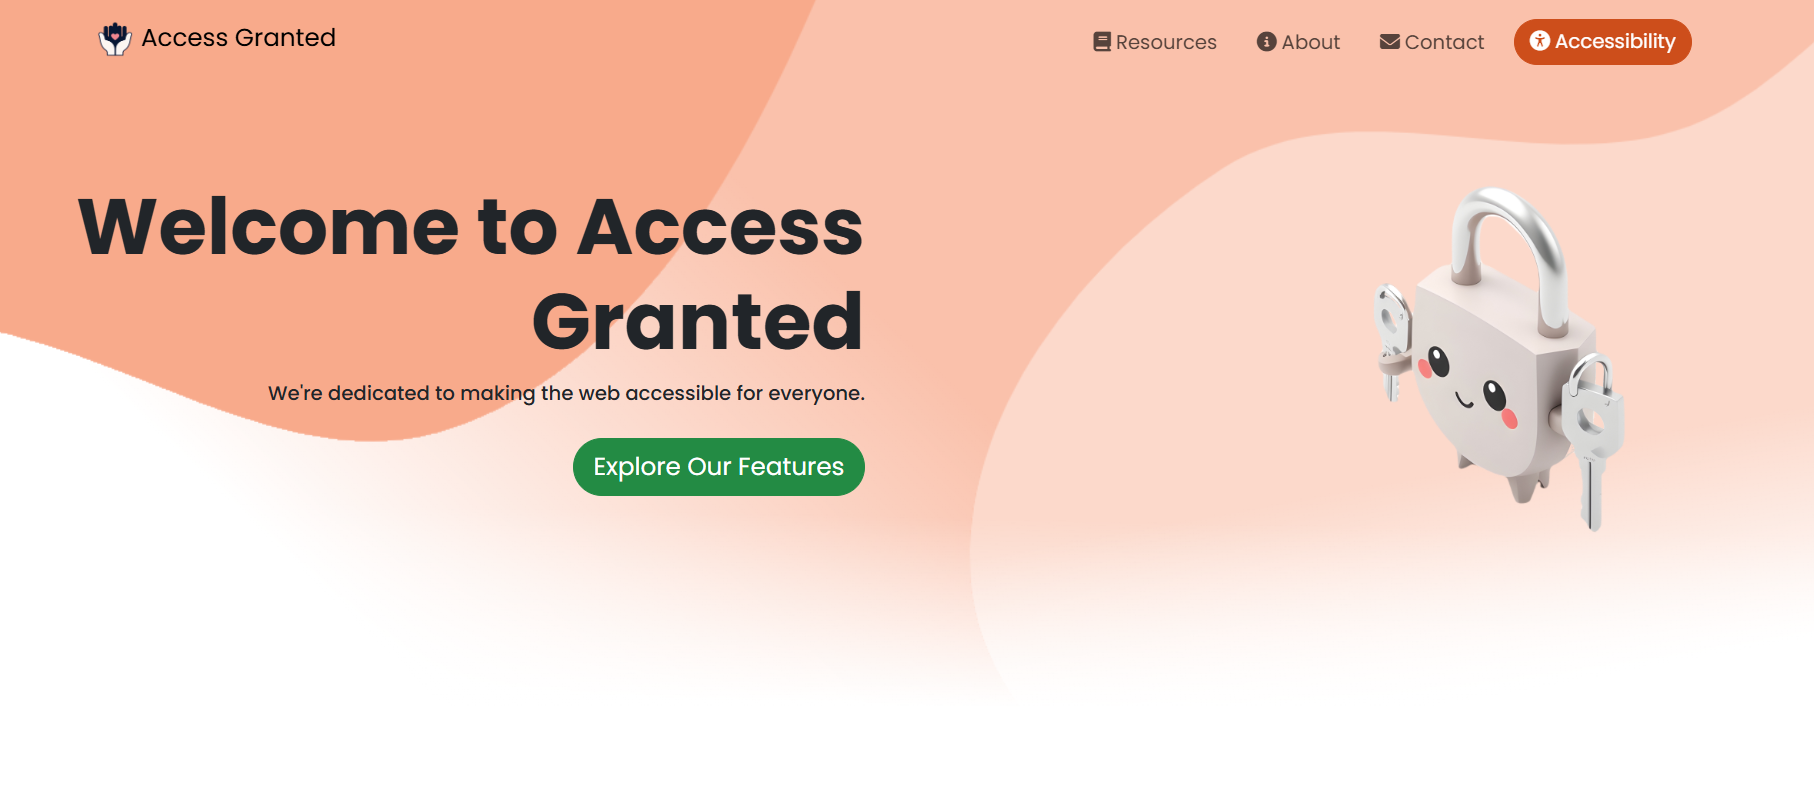 Access Granted
Resources
About
Contact
Accessibility
Welcome to Access
Granted
We're dedicated to making the web accessible for everyone.
Explore Our Features